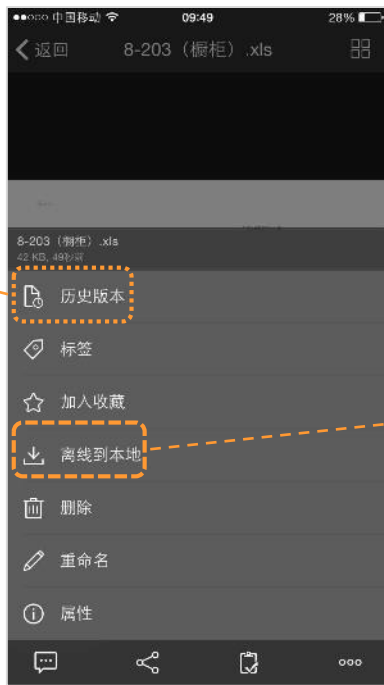 中国移动 09:49 28%
返回 8-203（橱柜）.xls
8-203（橱柜）.xls
42 KB, 49秒前
历史版本
标签
加入收藏
离线到本地
删除
重命名
属性